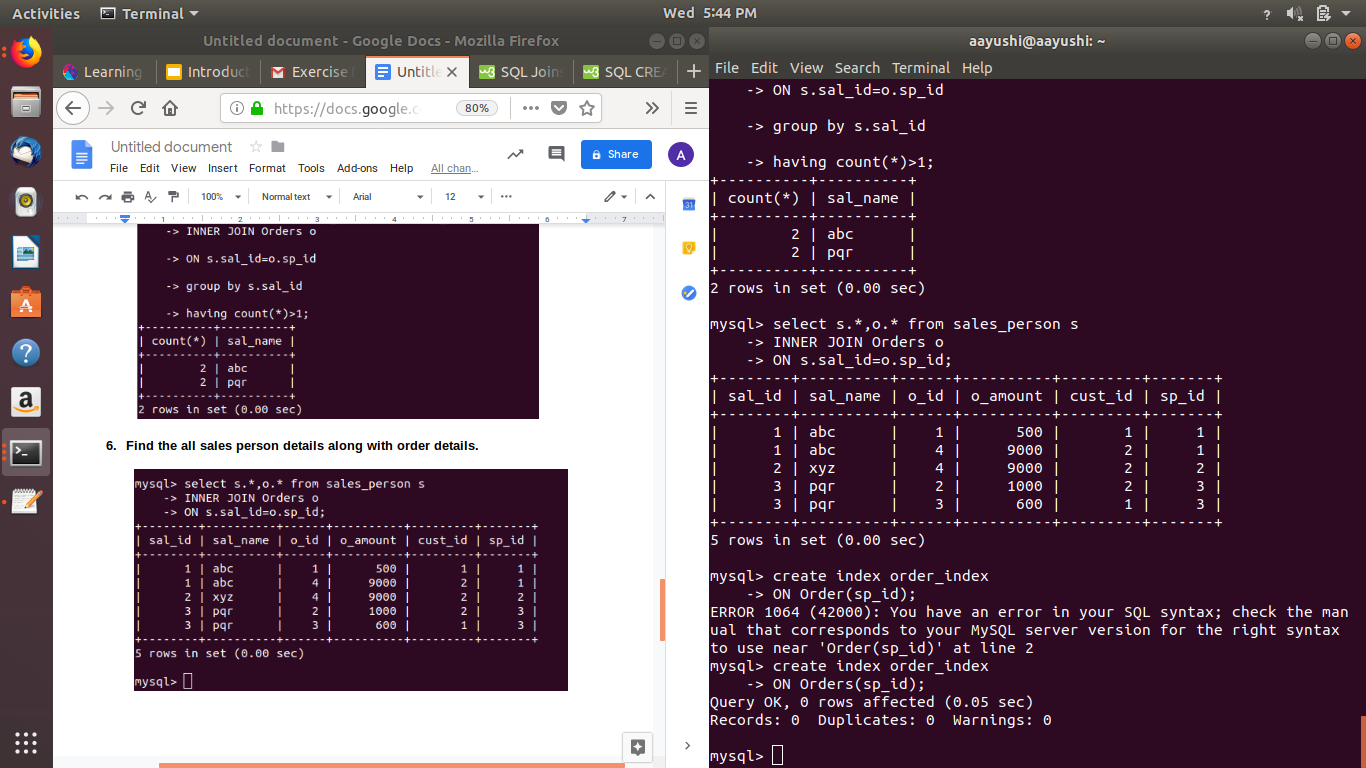 Activities Terminal Wed 5:44 PM ?
Untitled document - Google Docs - Mozilla Firefox
Learning Introduct Exercise Untitle SQL Join SQL CREA
https://docs.google.c 80%
Untitled document
File Edit View Insert Format Tools Add-ons Help All chan...
Share A
100% Normal text Arial 12
1 2 3 4 5 6 7
31
-> INNER JOIN Orders o
-> ON s.sal_id=o.sp_id
-> group by s.sal_id
-> having count(*)>1;
+----------+----------+
| count(*) | sal_name |
+----------+----------+
| 2 | abc |
| 2 | pqr |
+----------+----------+
2 rows in set (0.00 sec)
6. Find the all sales person details along with order details.
mysql> select s.*,o.* from sales_person s
-> INNER JOIN Orders o
-> ON s.sal_id=o.sp_id;
+--------+----------+------+----------+---------+-------+
| sal_id | sal_name | o_id | o_amount | cust_id | sp_id |
+--------+----------+------+----------+---------+-------+
| 1 | abc | 1 | 500 | 1 | 1 |
| 1 | abc | 4 | 9000 | 2 | 1 |
| 2 | xyz | 4 | 9000 | 2 | 2 |
| 3 | pqr | 2 | 1000 | 2 | 3 |
| 3 | pqr | 3 | 600 | 1 | 3 |
+--------+----------+------+----------+---------+-------+
5 rows in set (0.00 sec)
mysql>
aayushi@aayushi: ~
File Edit View Search Terminal Help
-> ON s.sal_id=o.sp_id
-> group by s.sal_id
-> having count(*)>1;
+----------+----------+
| count(*) | sal_name |
+----------+----------+
| 2 | abc |
| 2 | pqr |
+----------+----------+
2 rows in set (0.00 sec)
mysql> select s.*,o.* from sales_person s
-> INNER JOIN Orders o
-> ON s.sal_id=o.sp_id;
+--------+----------+------+----------+---------+-------+
| sal_id | sal_name | o_id | o_amount | cust_id | sp_id |
+--------+----------+------+----------+---------+-------+
| 1 | abc | 1 | 500 | 1 | 1 |
| 1 | abc | 4 | 9000 | 2 | 1 |
| 2 | xyz | 4 | 9000 | 2 | 2 |
| 3 | pqr | 2 | 1000 | 2 | 3 |
| 3 | pqr | 3 | 600 | 1 | 3 |
+--------+----------+------+----------+---------+-------+
5 rows in set (0.00 sec)
mysql> create index order_index
-> ON Order(sp_id);
ERROR 1064 (42000): You have an error in your SQL syntax; check the man
ual that corresponds to your MySQL server version for the right syntax
to use near 'Order(sp_id)' at line 2
mysql> create index order_index
-> ON Orders(sp_id);
Query OK, 0 rows affected (0.05 sec)
Records: 0 Duplicates: 0 Warnings: 0
mysql>